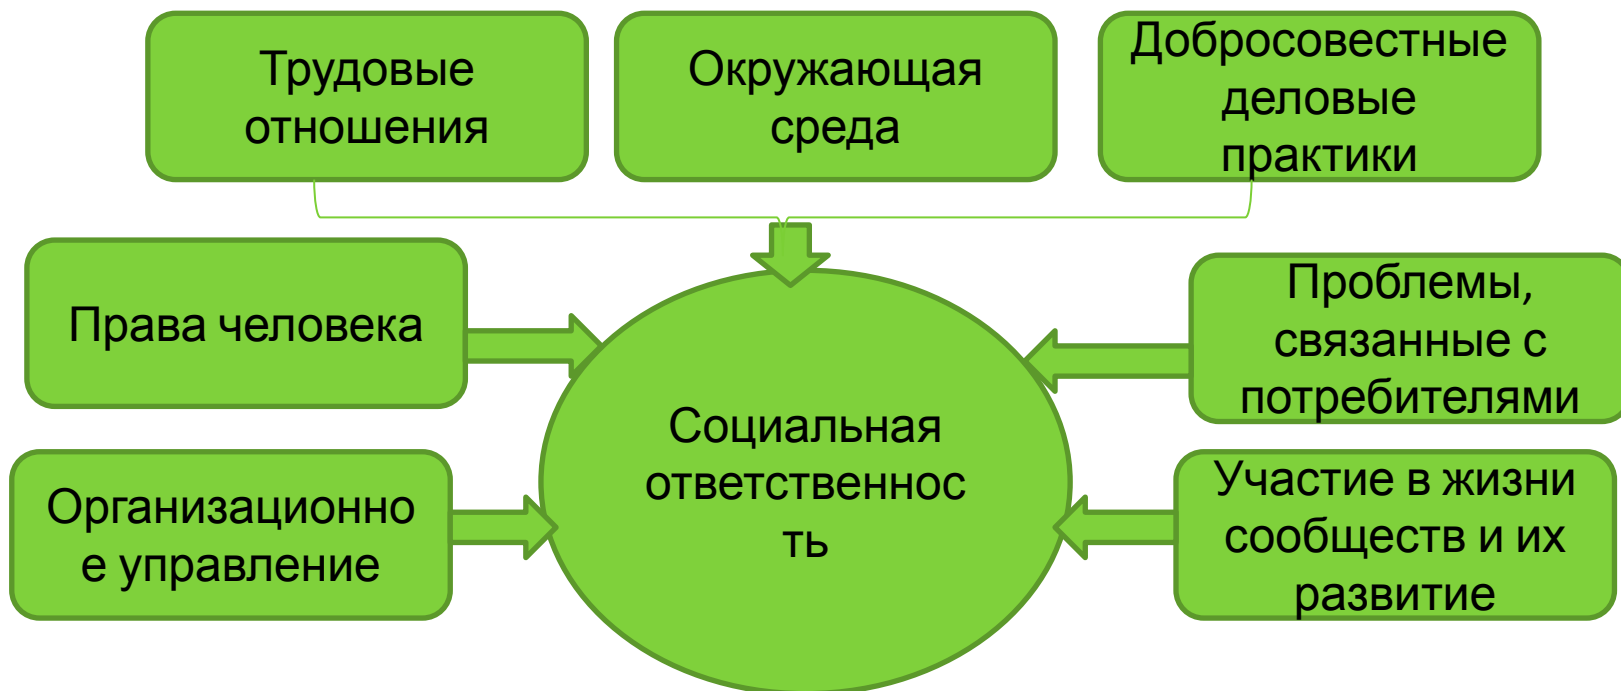 Трудовые
отношения
Окружающая
среда
Добросовестные
деловые
практики
Права человека
Проблемы,
связанные с
потребителями
Социальная
ответственнос
ть
Организационно
е управление
Участие в жизни
сообществ и их
развитие